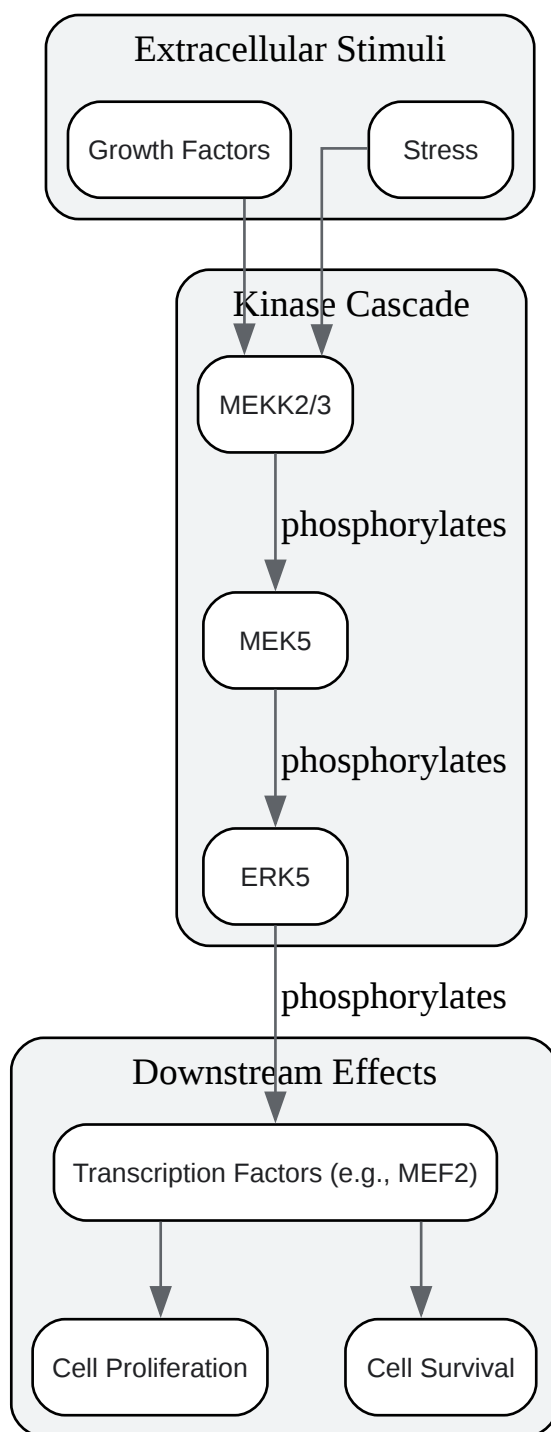 Extracellular Stimuli
Growth Factors
Stress
Kinase Cascade
MEKK2/3
phosphorylates
MEK5
phosphorylates
ERK5
phosphorylates
Downstream Effects
Transcription Factors (e.g., MEF2)
Cell Proliferation
Cell Survival